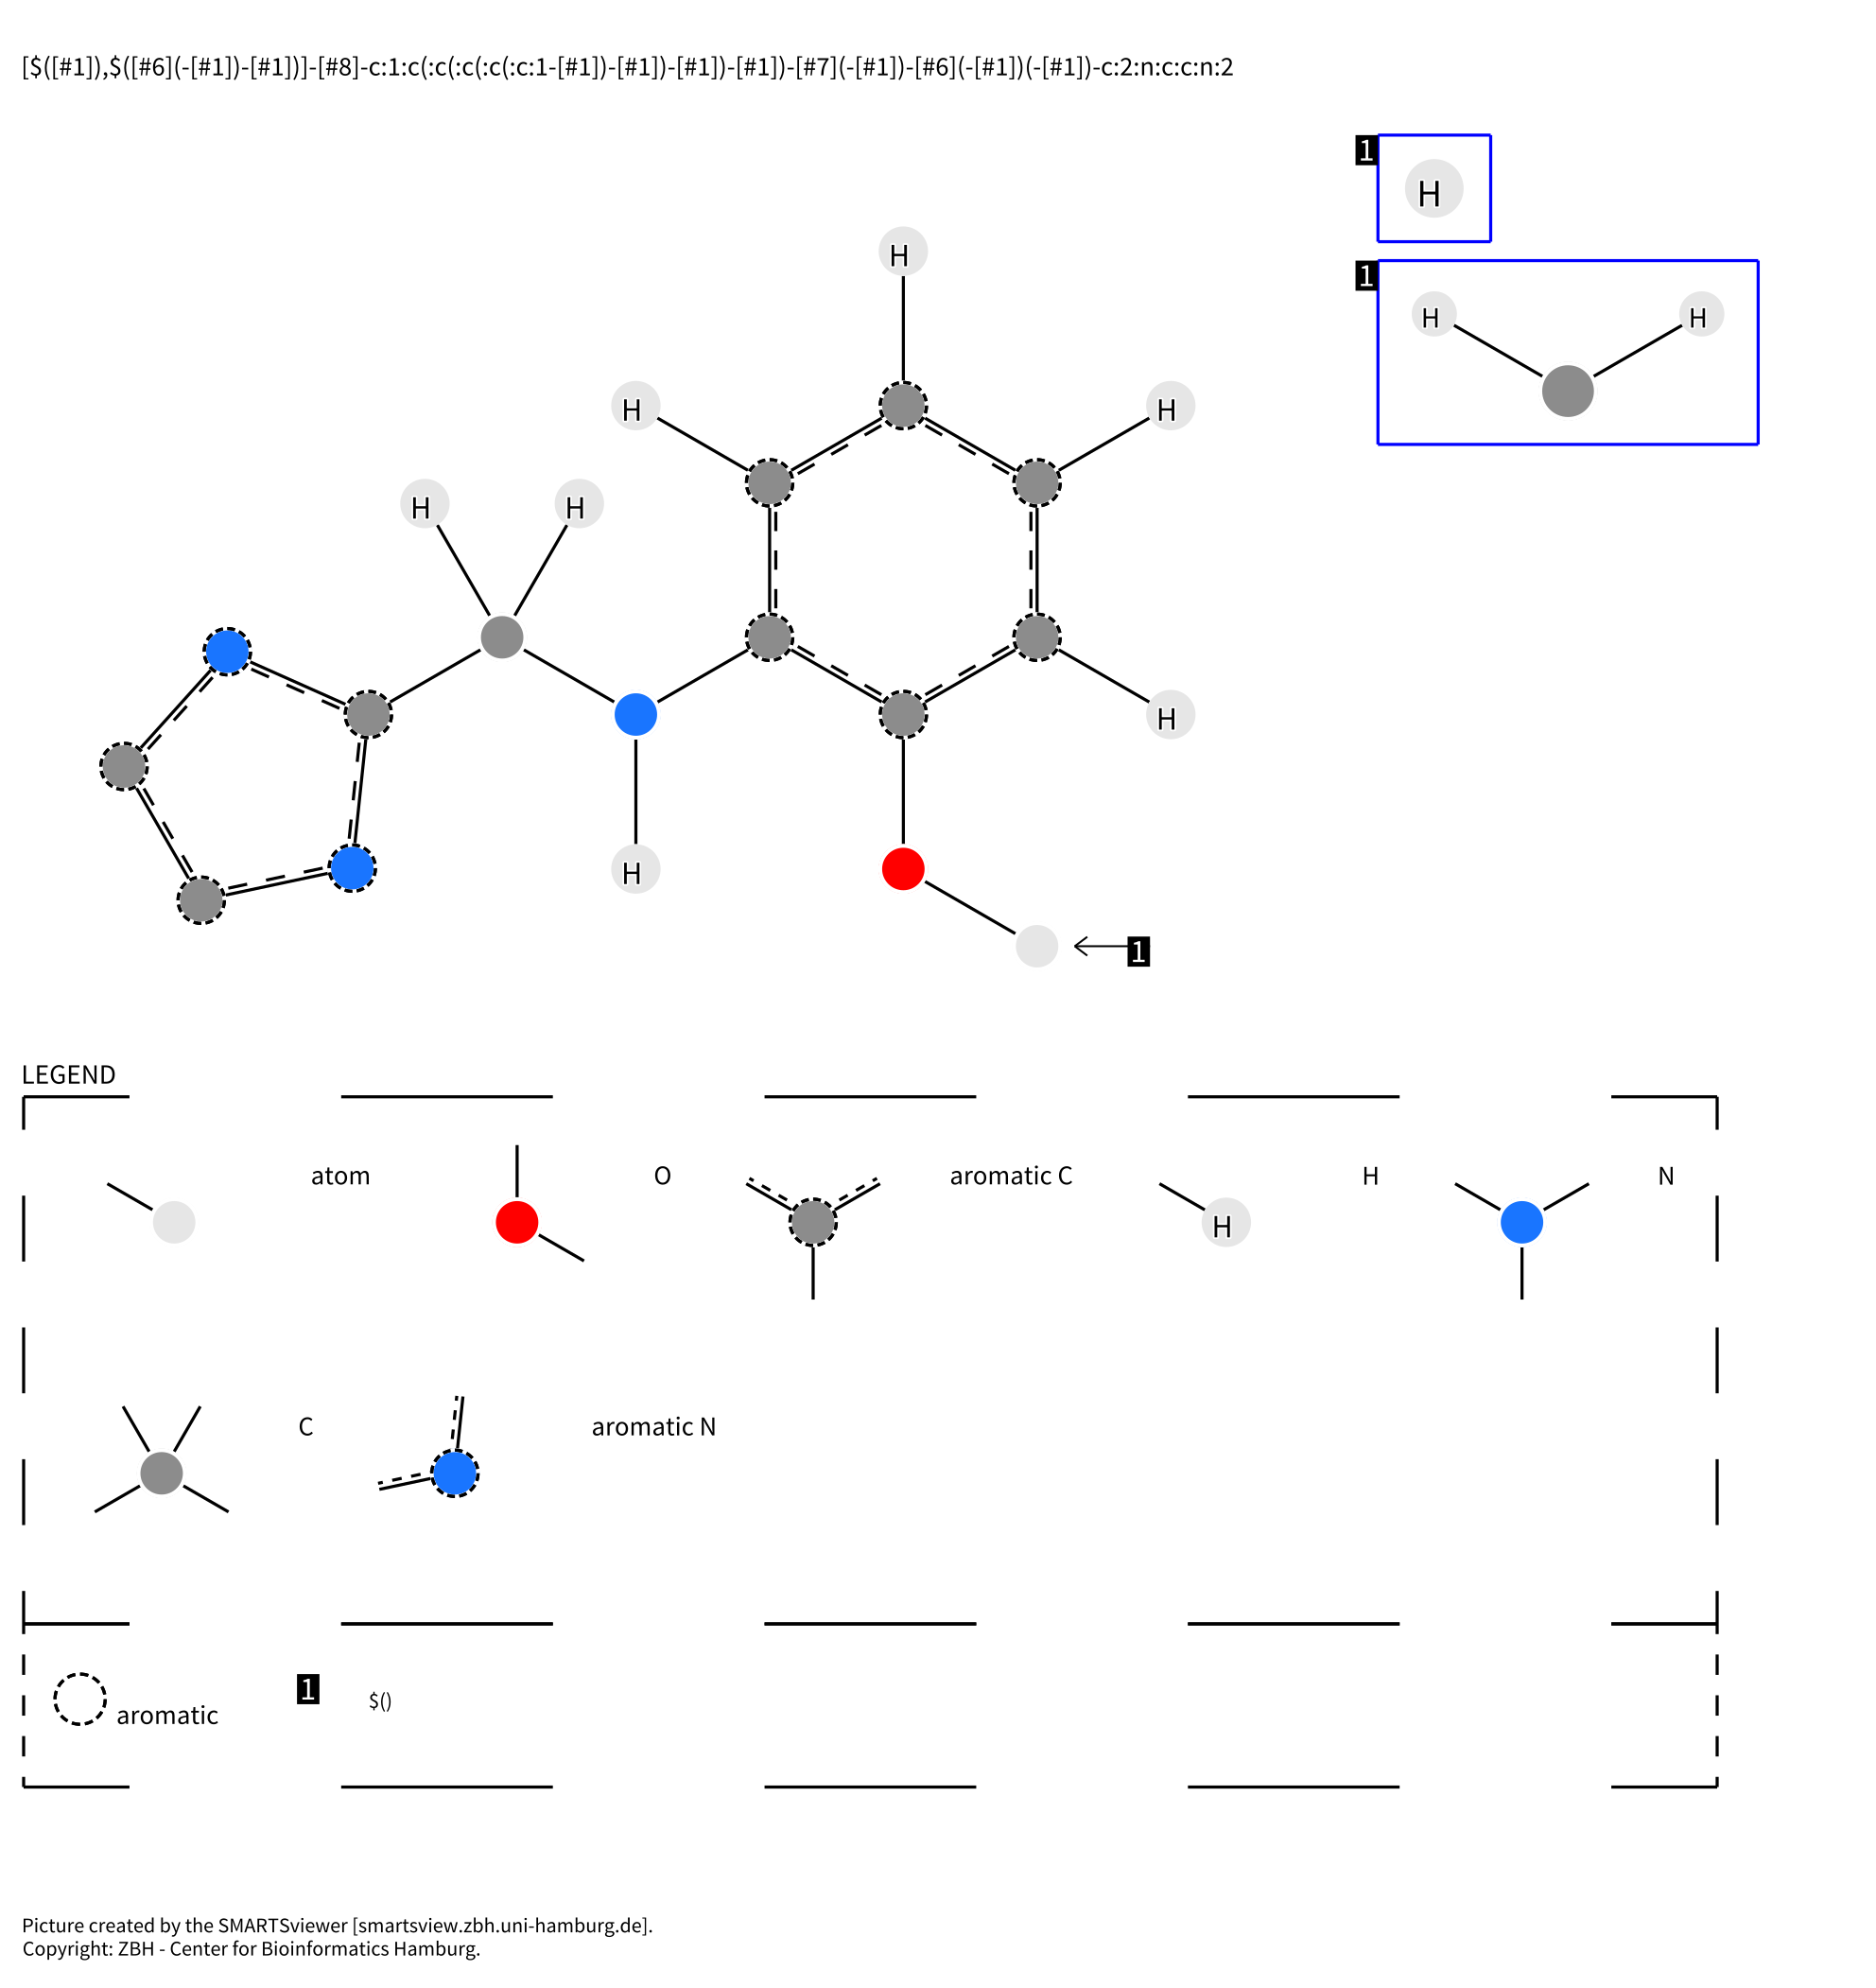 [$([#1]),$([#6](-[#1])-[#1])]-[#8]-c:1:c(:c(:c(:c(:c:1-[#1])-[#1])-[#1])-[#1])-[#7](-[#1])-[#6](-[#1])(-[#1])-c:2:n:c:c:n:2
1
H
1
H H
H
H H
H H
H
H
1
LEGEND
atom O aromatic C H H N
C aromatic N
aromatic 1 $()
Picture created by the SMARTSviewer [smartsview.zbh.uni-hamburg.de].
Copyright: ZBH - Center for Bioinformatics Hamburg.